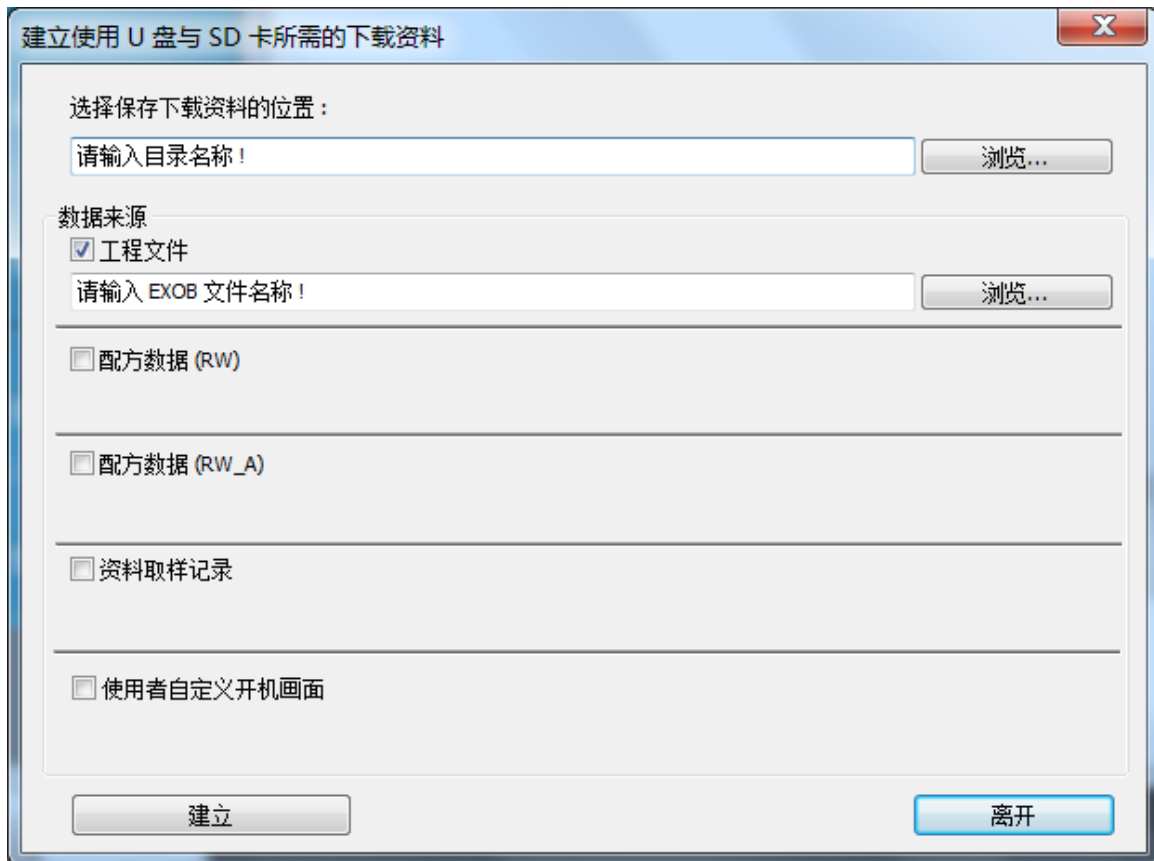 建立使用 U 盘与 SD 卡所需的下载资料
选择保存下载资料的位置：
请输入目录名称！
浏览...
数据来源
工程文件
请输入 EXOB 文件名称！
浏览...
配方数据 (RW)
配方数据 (RW_A)
资料取样记录
使用者自定义开机画面
建立
离开